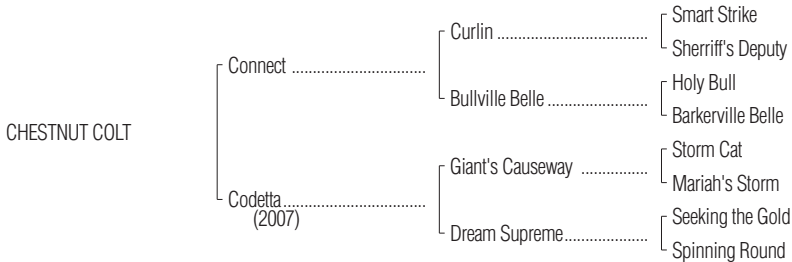 Smart Strike
Curlin ....................................
Sherriff's Deputy
Connect ................................
Holy Bull
Bullville Belle ........................
Barkerville Belle
CHESTNUT COLT
Storm Cat
Giant's Causeway ................
Mariah's Storm
Codetta..................................
(2007)
Seeking the Gold
Dream Supreme....................
Spinning Round